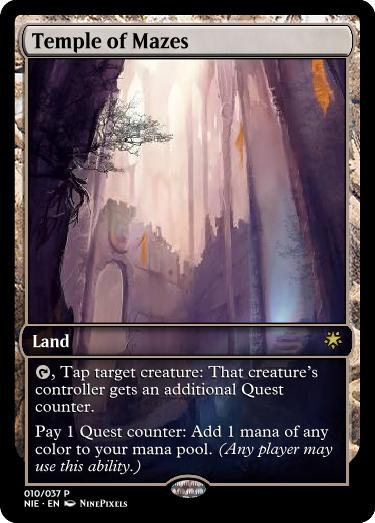 Temple of Mazes
Land
, Tap target creature: That creature's
controller gets an additional Quest
counter.
Pay 1 Quest counter: Add 1 mana of any
color to your mana pool. (Any player may
use this ability.)
010/037 P
NIE • EN NinePixels